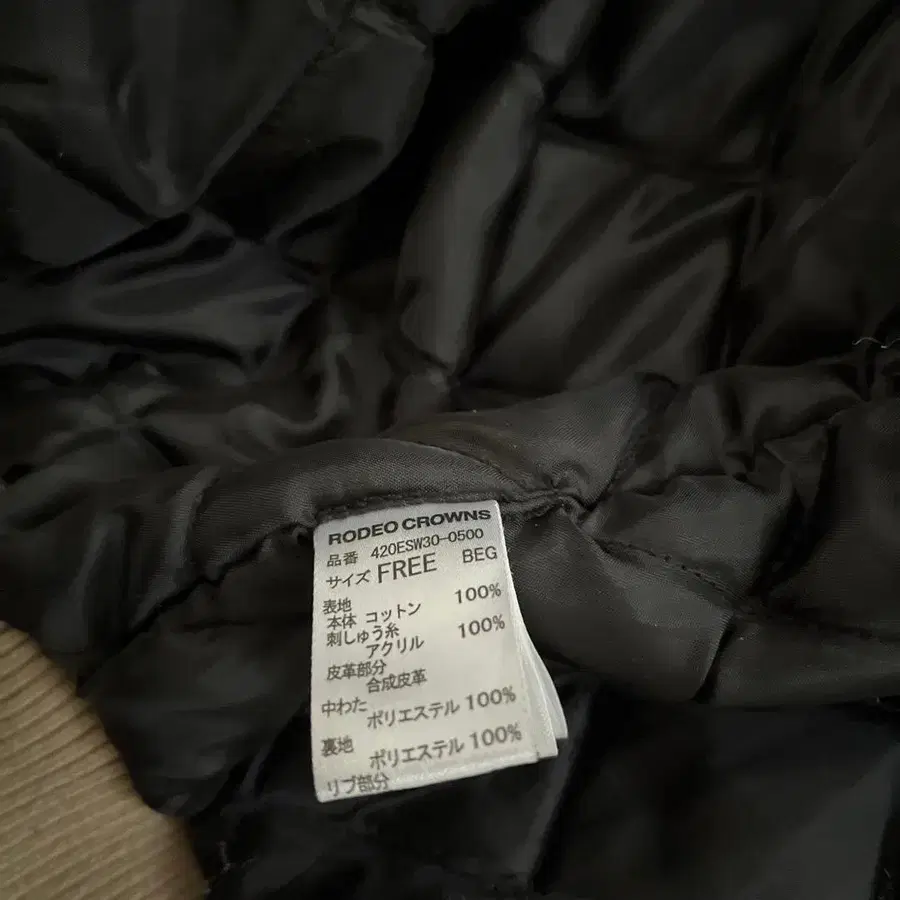 RODEO CROWNS
品番 420ESW30-0500
サイズ FREE BEG
表地
本体 コットン 100%
刺しゅう糸
アクリル 100%
皮革部分
合成皮革
中わた
ポリエステル 100%
裏地
ポリエステル 100%
リブ部分